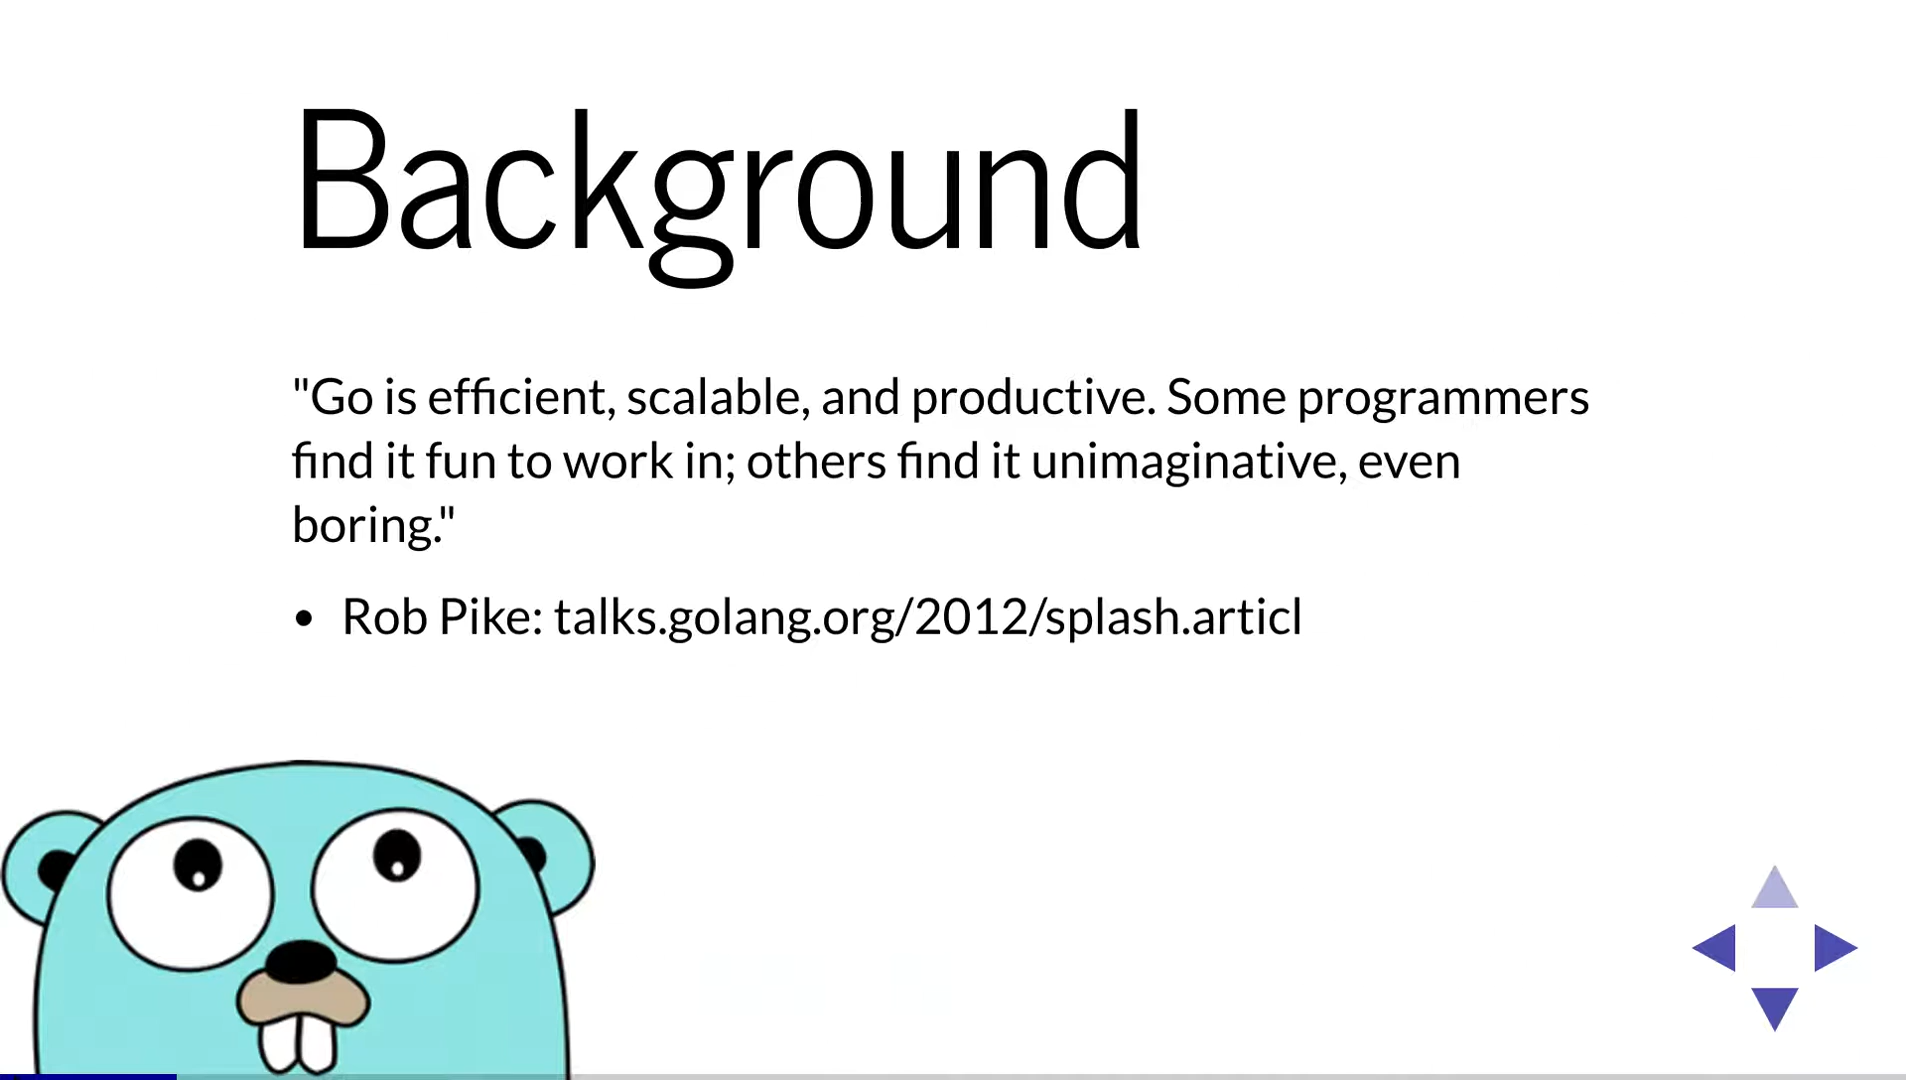 Background
"Go is efficient, scalable, and productive. Some programmers
find it fun to work in; others find it unimaginative, even
boring."
• Rob Pike: talks.golang.org/2012/splash.articl